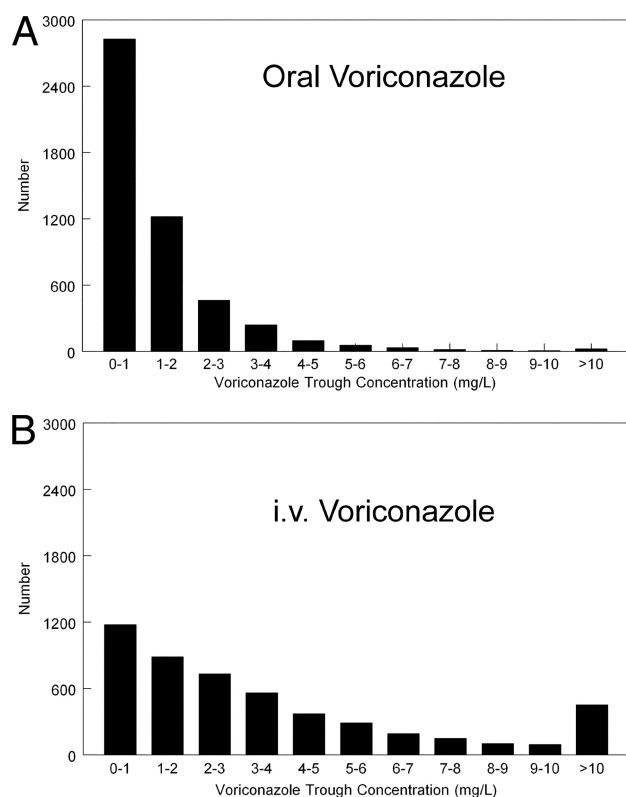 A
3000
Oral Voriconazole
2400
1800
Number
1200
600
0
0-1 1-2 2-3 3-4 4-5 5-6 6-7 7-8 8-9 9-10 >10
Voriconazole Trough Concentration (mg/L)
B
3000
2400
i.v. Voriconazole
1800
Number
1200
600
0
0-1 1-2 2-3 3-4 4-5 5-6 6-7 7-8 8-9 9-10 >10
Voriconazole Trough Concentration (mg/L)